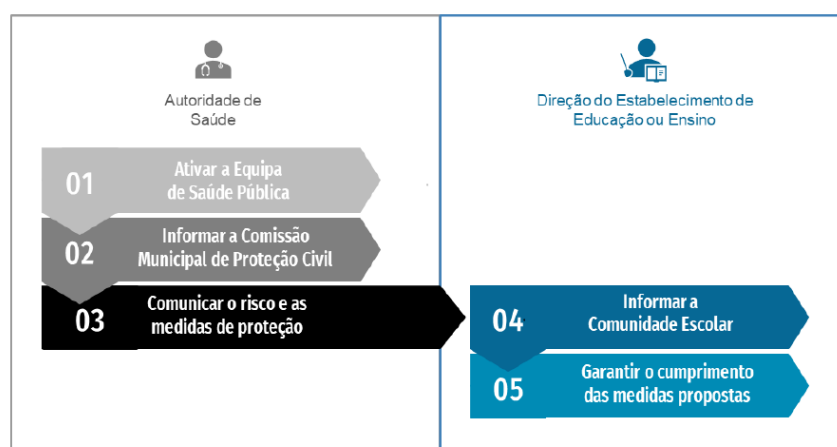 Autoridade de
Saúde
Direção do Estabelecimento de
Educação ou Ensino
01
Ativar a Equipa
de Saúde Pública
02
Informar a Comissão
Municipal de Proteção Civil
03
Comunicar o risco e as
medidas de proteção
04
Informar a
Comunidade Escolar
05
Garantir o cumprimento
das medidas propostas